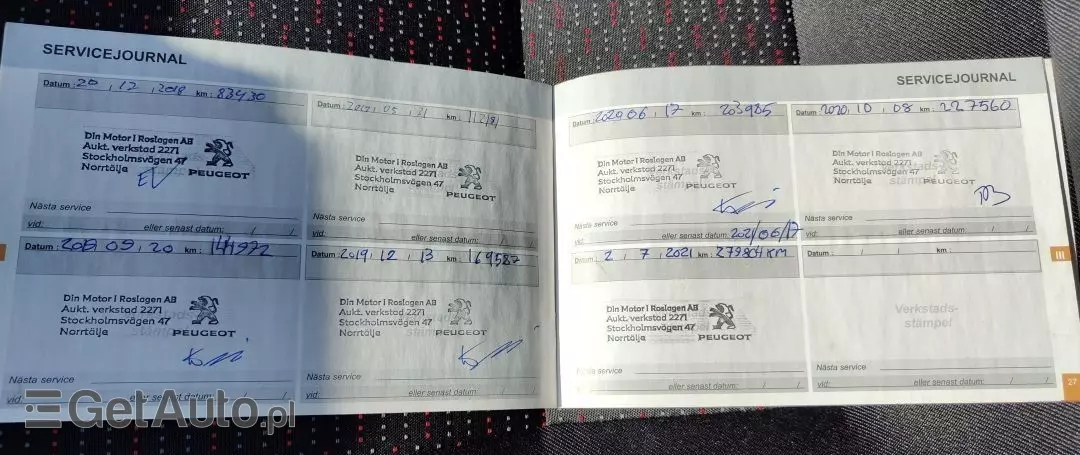 SERVICEJOURNAL
Datum: 20 , 12 , 2018 km: 83430
Din Motor i Roslagen AB
Aukt. verkstad 2271
Stockholmsvägen 47
Norrtälje
PEUGEOT
Nästa service
vid: eller senast datum: / /
Datum: km:
Din Motor i Roslagen AB
Aukt. verkstad 2271
Stockholmsvägen 47
Norrtälje
PEUGEOT
Nästa service
vid: eller senast datum: / /
Datum: 09 , 20 km:
Din Motor i Roslagen AB
Aukt. verkstad 2271
Stockholmsvägen 47
Norrtälje
PEUGEOT
Nästa service
vid: eller senast datum: / /
Datum: 2019 , 12 , 13 km: 169587
Din Motor i Roslagen AB
Aukt. verkstad 2271
Stockholmsvägen 47
Norrtälje
PEUGEOT
Nästa service
vid: eller senast datum: / /
SERVICEJOURNAL
Datum: 2020 06 , 17 203985
Din Motor i Roslagen AB
Aukt. verkstad 2271
Stockholmsvägen 47
Norrtälje
PEUGEOT
Nästa service
vid: eller senast datum: 2021/06/17
Datum: 2020, 10 , 08 km: 227560
Din Motor i Roslagen AB
Aukt. verkstad 2271
Stockholmsvägen 47
Norrtälje
PEUGEOT
Nästa service
vid: eller senast datum: / /
Datum: 2 , 7 , 2021 km: 279804 KM
Din Motor i Roslagen AB
Aukt. verkstad 2271
Stockholmsvägen 47
Norrtälje
PEUGEOT
Nästa service
vid: eller senast datum: / /
Datum: / / km:
Verkstads-
stämpel
Nästa service
vid: eller senast datum: / /
III
27
GetAuto.pl